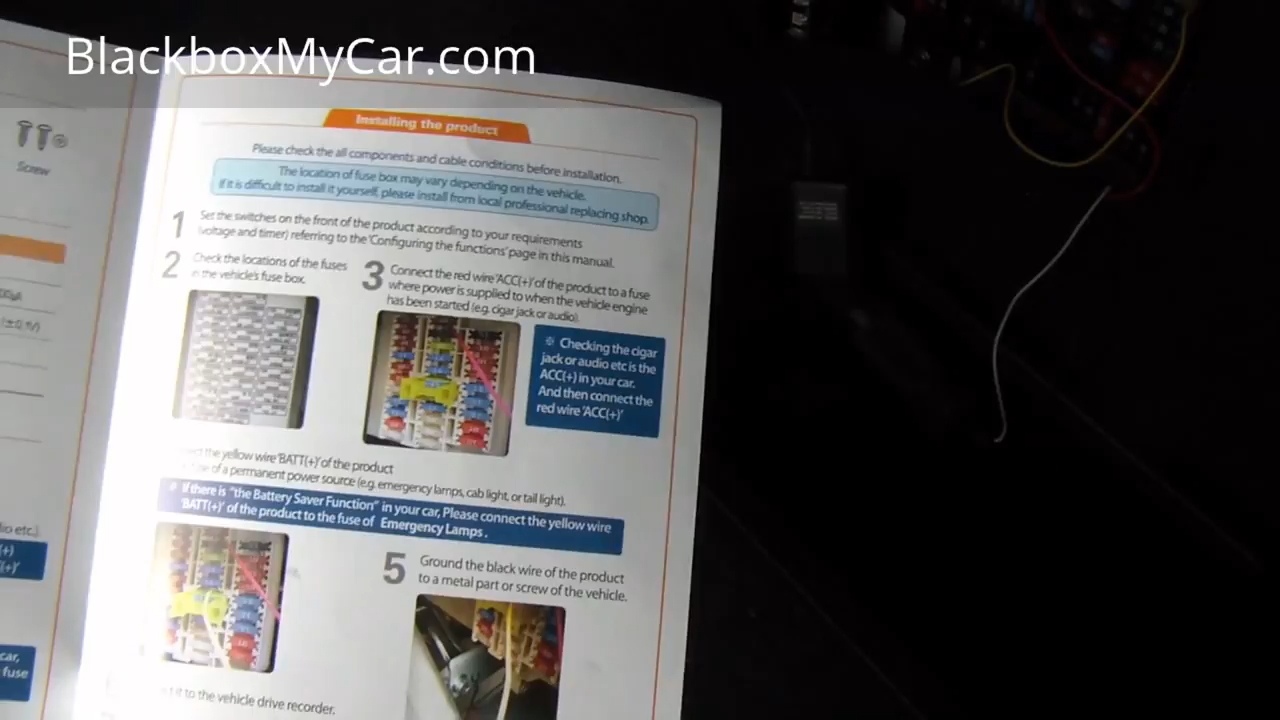 BlackboxMyCar.com
Installing the product
Please check the all components and cable conditions before installation.
The location of fuse box may vary depending on the vehicle.
If it is difficult to install it yourself, please install from local professional replacing shop.
1 Set the switches on the front of the product according to your requirements
(voltage and timer) referring to the 'Configuring the functions' page in this manual.
2 Check the locations of the fuses
in the vehicle's fuse box.
3 Connect the red wire 'ACC(+)' of the product to a fuse
where power is supplied to when the vehicle engine
has been started (e.g. cigar jack or audio).
※ Checking the cigar
jack or audio etc is the
ACC(+) in your car.
And then connect the
red wire 'ACC(+)'
the yellow wire 'BATT(+)' of the product
of a permanent power source (e.g. emergency lamps, cab light, or tail light).
※ If there is "the Battery Saver Function" in your car, Please connect the yellow wire
'BATT(+)' of the product to the fuse of Emergency Lamps.
5 Ground the black wire of the product
to a metal part or screw of the vehicle.
it to the vehicle drive recorder.
Screw
(±0.1V)
etc.)
car,
fuse